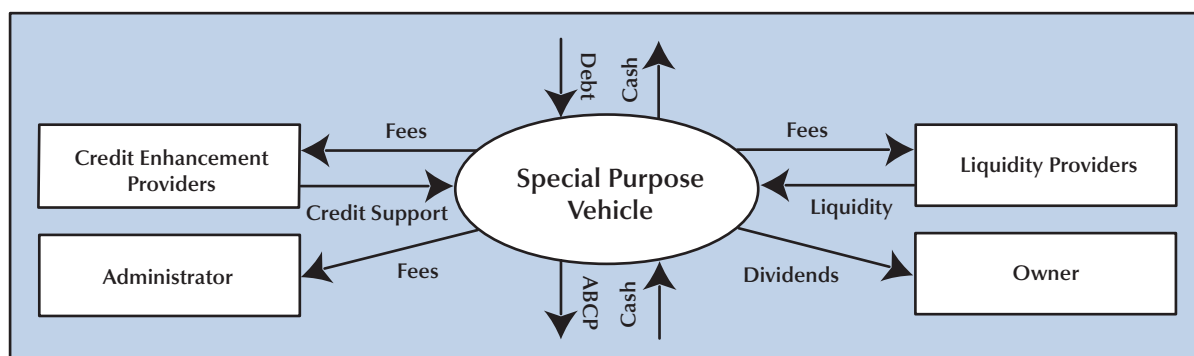 Debt
Cash
Fees
Fees
Credit Enhancement
Providers
Special Purpose
Vehicle
Liquidity Providers
Credit Support
Liquidity
Administrator
Fees
Dividends
Owner
ABCP
Cash